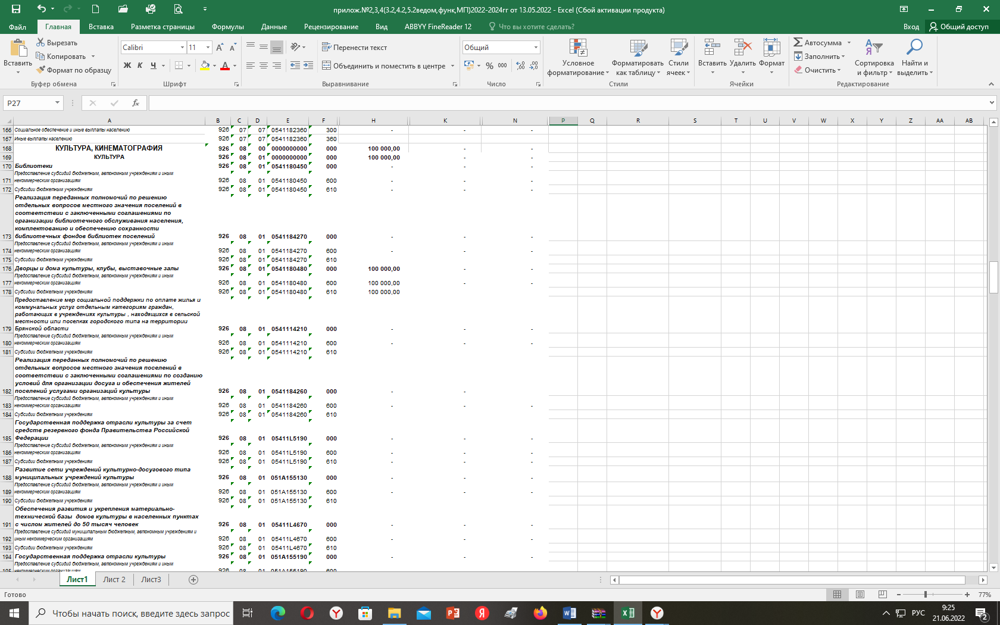 прилож.№2,3,4(3.2,4.2,5.2ведом,функ,МП)2022-2024гг от 13.05.2022 - Excel (Сбой активации продукта)
Файл Главная Вставка Разметка страницы Формулы Данные Рецензирование Вид ABBYY FineReader 12 Что вы хотите сделать? Вход Общий доступ
Вставить
Вырезать
Копировать
Формат по образцу
Буфер обмена
Calibri 11
Ж К Ч А
Шрифт
Перенести текст
Объединить и поместить в центре
Выравнивание
Общий
% 000
Число
Условное форматирование
Форматировать как таблицу
Стили ячеек
Стили
Вставить Удалить Формат
Ячейки
Автосумма
Заполнить
Очистить
Сортировка и фильтр
Найти и выделить
Редактирование
P27 fx
A B C D E F H K N P Q R S T U V W X Y Z AA AB
166 Социальное обеспечение и иные выплаты населению 926 07 07 0541182360 300 - - -
167 Иные выплаты населению 926 07 07 0541182360 360
168 КУЛЬТУРА, КИНЕМАТОГРАФИЯ 926 08 00 0000000000 000 100 000,00 - -
169 КУЛЬТУРА 926 08 01 0000000000 000 100 000,00 - -
170 Библиотеки 926 08 01 0541180450 000 - - -
Предоставление субсидий бюджетным, автономным учреждениям и иным
171 некоммерческим организациям 926 08 01 0541180450 600 - - -
172 Субсидии бюджетным учреждениям 926 08 01 0541180450 610 - - -
Реализация переданных полномочий по решению
отдельных вопросов местного значения поселений в
соответствии с заключенными соглашениями по
организации библиотечного обслуживания населения,
комплектованию и обеспечению сохранности
173 библиотечных фондов библиотек поселений 926 08 01 0541184270 000 - - -
Предоставление субсидий бюджетным, автономным учреждениям и иным
174 некоммерческим организациям 926 08 01 0541184270 600 - - -
175 Субсидии бюджетным учреждениям 926 08 01 0541184270 610
176 Дворцы и дома культуры, клубы, выставочные залы 926 08 01 0541180480 000 100 000,00 - -
Предоставление субсидий бюджетным, автономным учреждениям и иным
177 некоммерческим организациям 926 08 01 0541180480 600 100 000,00 - -
178 Субсидии бюджетным учреждениям 926 08 01 0541180480 610 100 000,00
Предоставление мер социальной поддержки по оплате жилья и
коммунальных услуг отдельным категориям граждан,
работающих в учреждениях культуры , находящихся в сельской
местности или поселках городского типа на территории
179 Брянской области 926 08 01 0541114210 000 - - -
Предоставление субсидий бюджетным, автономным учреждениям и иным
180 некоммерческим организациям 926 08 01 0541114210 600 - - -
181 Субсидии бюджетным учреждениям 926 08 01 0541114210 610
Реализация переданных полномочий по решению
отдельных вопросов местного значения поселений в
соответствии с заключенными соглашениями по созданию
условий для организации досуга и обеспечения жителей
182 поселений услугами организаций культуры 926 08 01 0541184260 000 - -
Предоставление субсидий бюджетным, автономным учреждениям и иным
183 некоммерческим организациям 926 08 01 0541184260 600 - - -
184 Субсидии бюджетным учреждениям 926 08 01 0541184260 610 - - -
Государственная поддержка отрасли культуры за счет
средств резервного фонда Правительства Российской
185 Федерации 926 08 01 05411L5190 000 - - -
Предоставление субсидий бюджетным, автономным учреждениям и иным
186 некоммерческим организациям 926 08 01 05411L5190 600 - - -
187 Субсидии бюджетным учреждениям 926 08 01 05411L5190 610 - - -
Развитие сети учреждений культурно-досугового типа
188 муниципальных учреждений культуры 926 08 01 051A155130 000 - - -
Предоставление субсидий бюджетным, автономным учреждениям и иным
189 некоммерческим организациям 926 08 01 051A155130 600 - - -
190 Субсидии бюджетным учреждениям 926 08 01 051A155130 610
Обеспечения развития и укрепления материально-
технической базы домов культуры в населенных пунктах
191 с числом жителей до 50 тысяч человек 926 08 01 05411L4670 000 - - -
Предоставление субсидий муниципальным бюджетным, автономным учреждениям и
192 иным некоммерческим организациям 926 08 01 05411L4670 600 - - -
193 Субсидии бюджетным учреждениям 926 08 01 05411L4670 610 - - -
194 Государственная поддержка отрасли культуры 926 08 01 051A155190 000 - - -
Предоставление субсидий бюджетным, автономным учреждениям и иным
195 некоммерческим организациям 926 08 01 051A155190 600
Лист1 Лист 2 Лист3
Готово 77%
Чтобы начать поиск, введите здесь запрос
РУС 9:25
21.06.2022 2